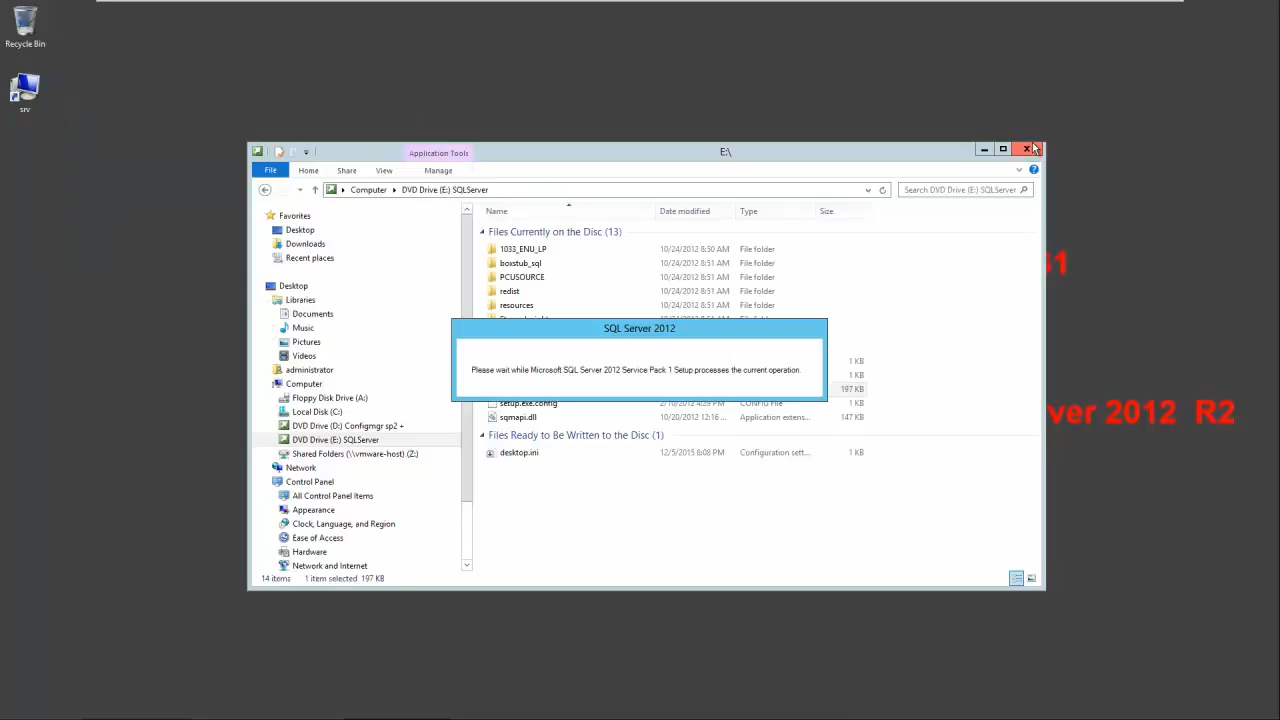 Recycle Bin
srv
Application Tools
E:\
File Home Share View Manage
Computer DVD Drive (E:) SQLServer
Search DVD Drive (E:) SQLServer
Favorites
Desktop
Downloads
Recent places
Desktop
Libraries
Documents
Music
Pictures
Videos
administrator
Computer
Floppy Disk Drive (A:)
Local Disk (C:)
DVD Drive (D:) Configmgr sp2 +
DVD Drive (E:) SQLServer
Shared Folders (\\vmware-host) (Z:)
Network
Control Panel
All Control Panel Items
Appearance
Clock, Language, and Region
Ease of Access
Hardware
Network and Internet
Name Date modified Type Size
Files Currently on the Disc (13)
1033_ENU_LP 10/24/2012 8:50 AM File folder
boxstub_sql 10/24/2012 8:51 AM File folder
PCUSOURCE 10/24/2012 8:51 AM File folder
redist 10/24/2012 8:51 AM File folder
resources 10/24/2012 8:51 AM File folder
SQL Server 2012
Please wait while Microsoft SQL Server 2012 Service Pack 1 Setup processes the current operation.
1 KB
1 KB
197 KB
setup.exe.config 2/10/2012 4:29 PM CONFIG File 1 KB
sqmapi.dll 10/20/2012 12:16 ... Application extens... 147 KB
Files Ready to Be Written to the Disc (1)
desktop.ini 12/5/2015 8:08 PM Configuration sett... 1 KB
14 items 1 item selected 197 KB
ver 2012 R2